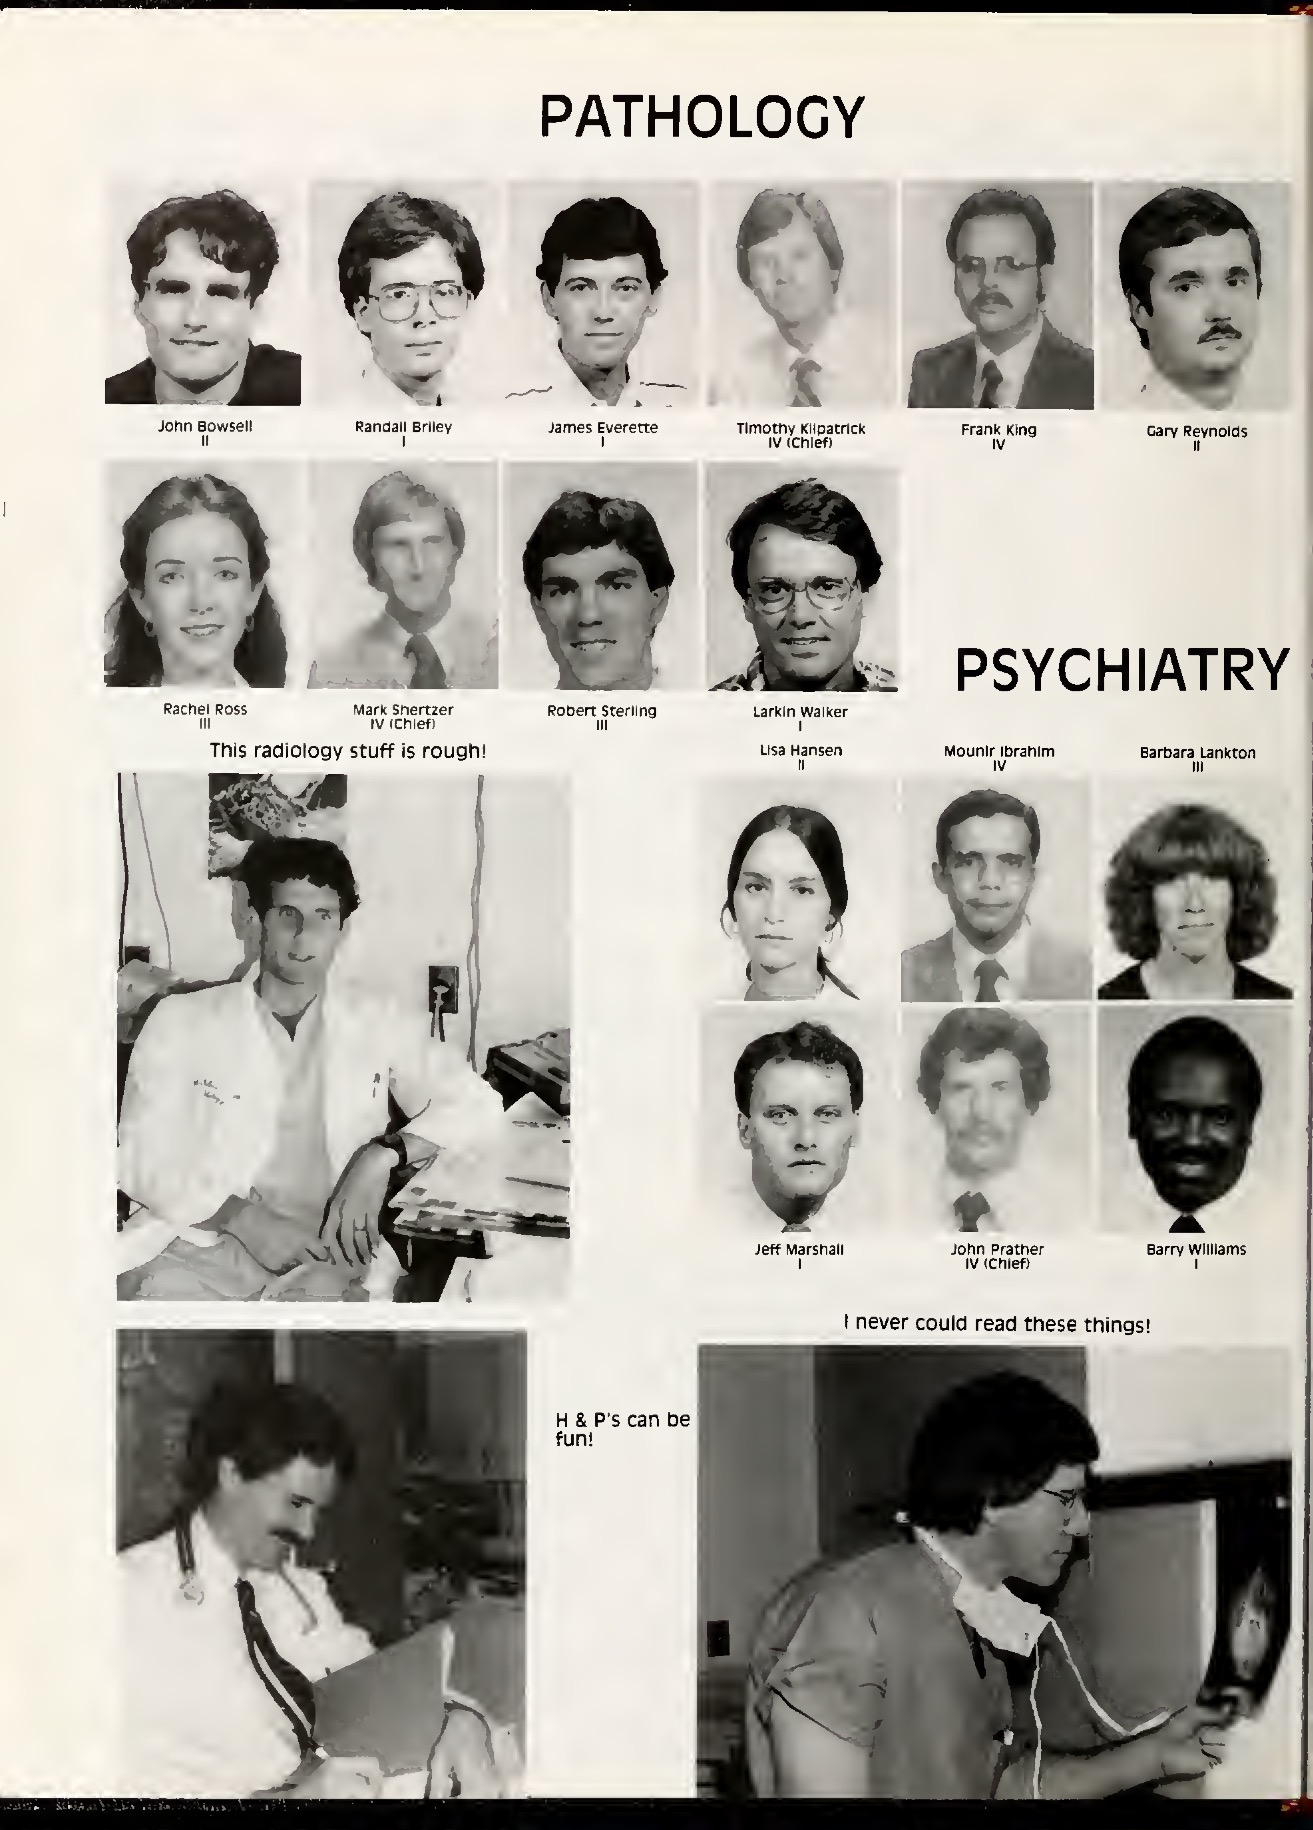 PATHOLOGY
John Bowsell
II
Randall Briley
I
James Everette
I
Timothy Kilpatrick
IV (Chief)
Frank King
IV
Gary Reynolds
II
Rachel Ross
III
Mark Shertzer
IV (Chief)
Robert Sterling
III
Larkin Walker
I
This radiology stuff is rough!
PSYCHIATRY
Lisa Hansen
II
Mounir Ibrahim
IV
Barbara Lankton
III
Jeff Marshall
I
John Prather
IV (Chief)
Barry Williams
I
I never could read these things!
H & P's can be
fun!